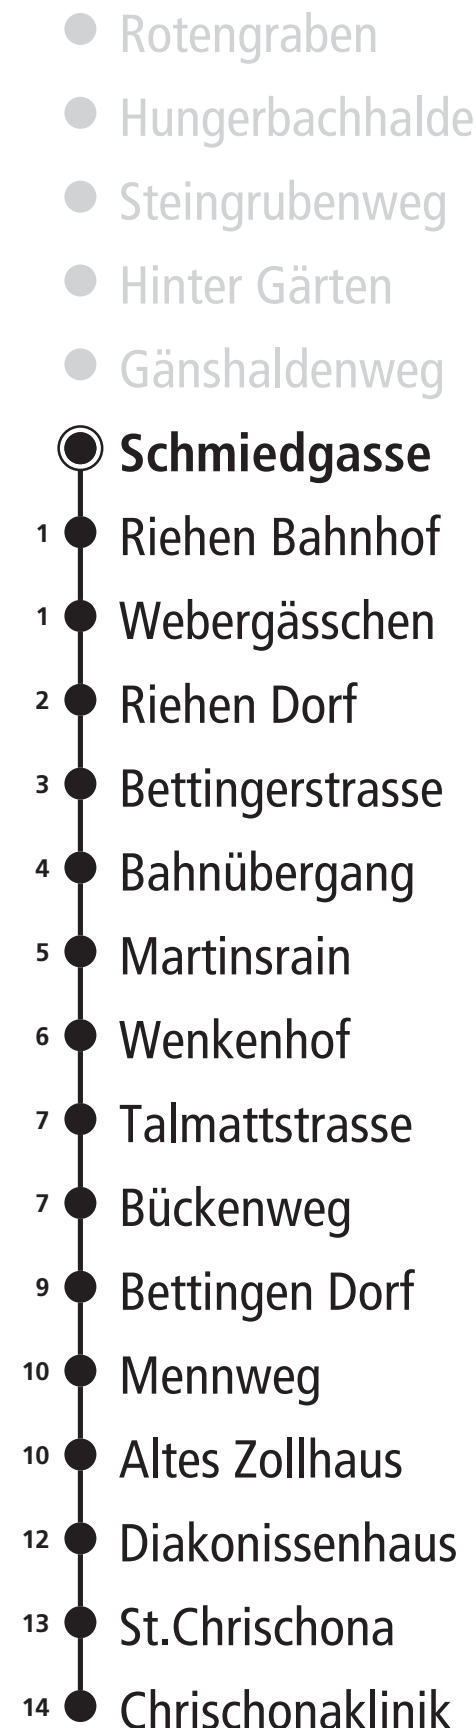 Rotengraben
Hungerbachhalde
Steingrubenweg
Hinter Gärten
Gänshaldenweg
Schmiedgasse
1 Riehen Bahnhof
1 Webergässchen
2 Riehen Dorf
3 Bettingerstrasse
4 Bahnübergang
5 Martinsrain
6 Wenkenhof
7 Talmattstrasse
7 Bückenweg
9 Bettingen Dorf
10 Mennweg
10 Altes Zollhaus
12 Diakonissenhaus
13 St.Chrischona
14 Chrischonaklinik